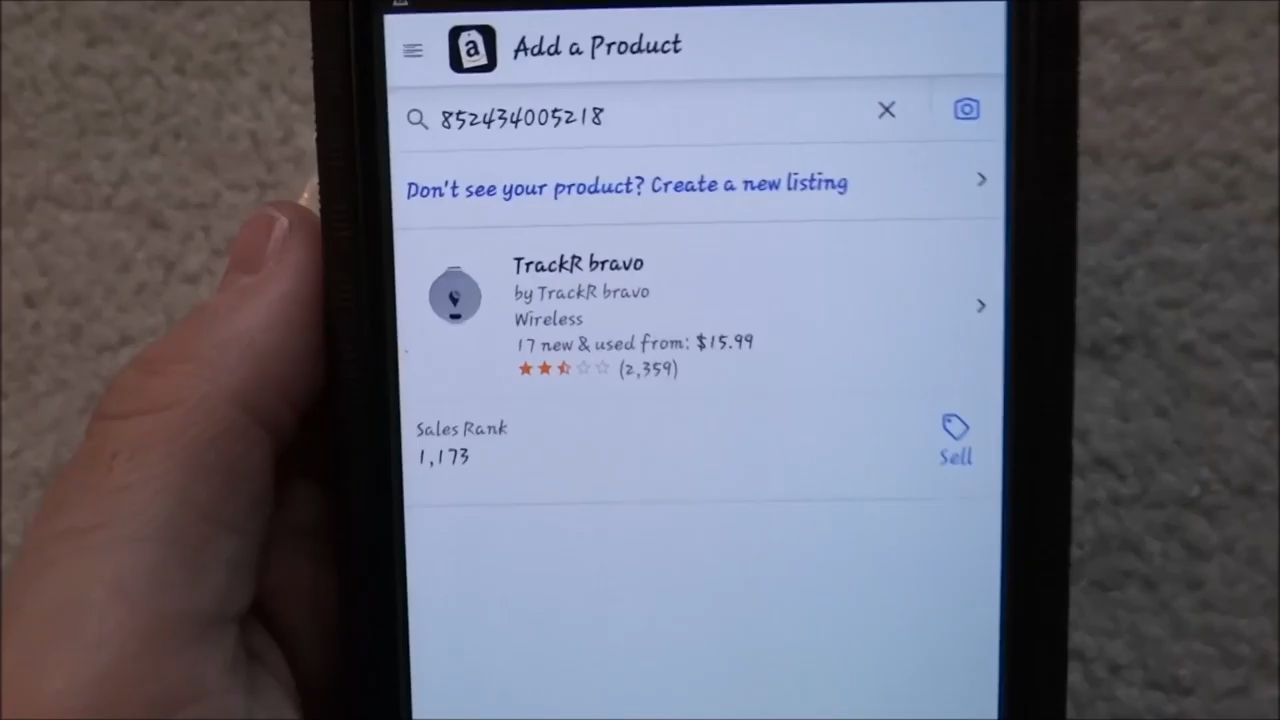 a Add a Product
852434005218
Don't see your product? Create a new listing
TrackR bravo
by TrackR bravo
Wireless
17 new & used from: $15.99
(2,359)
Sales Rank
1,173
Sell